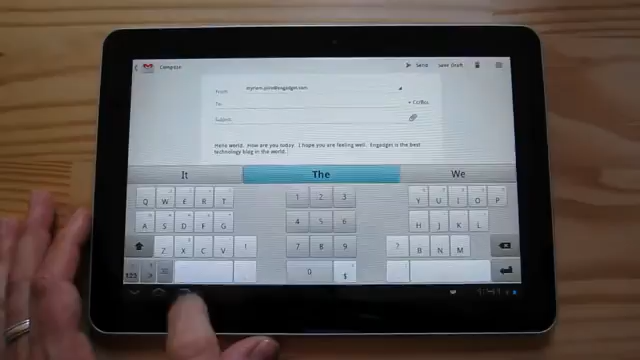 Compose
Send
Save Draft
From:
To:
+ Cc/Bcc
Subject
Hello world. How are you today. I hope you are feeling well. Engadget is the best
technology blog in the world.
It The We
Q W E R T 1 2 3 Y U I O P
A S D F G 4 5 6 H J K L
Z X C V ! 7 8 9 ? B N M
123 . 0 $ .